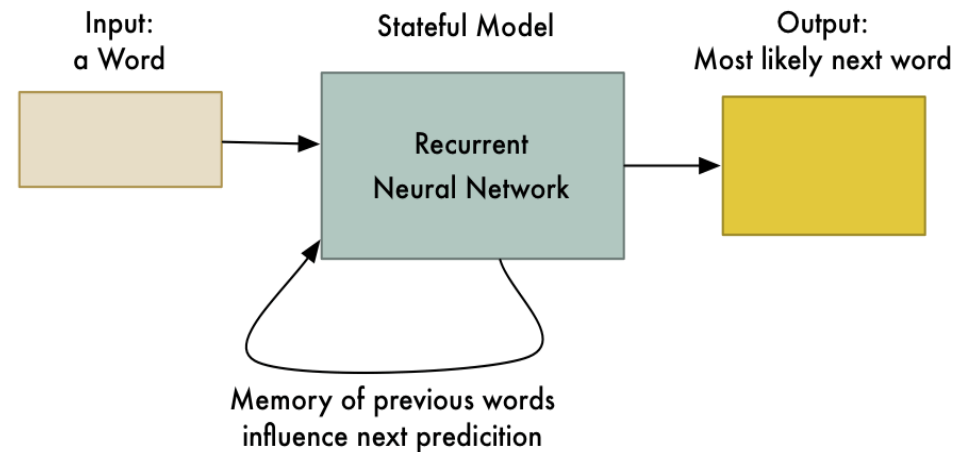 Input:
a Word
Stateful Model
Output:
Most likely next word
Recurrent
Neural Network
Memory of previous words
influence next predicition